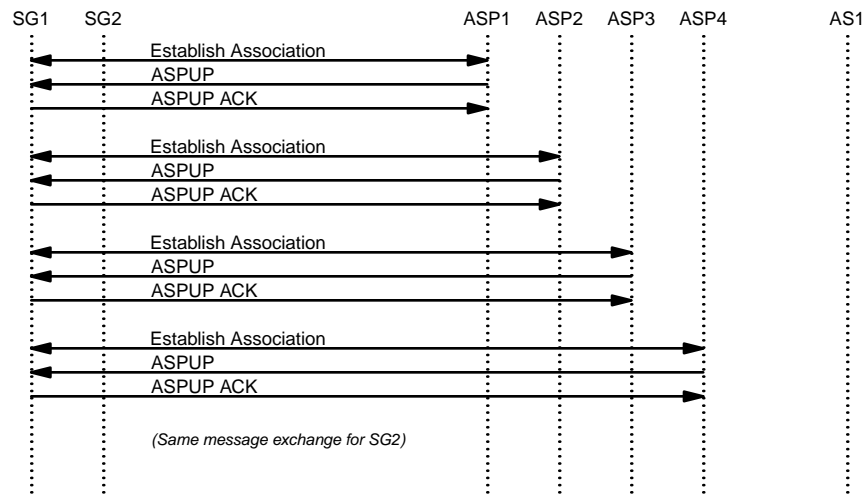 SG1 SG2 ASP1 ASP2 ASP3 ASP4 AS1
Establish Association
ASPUP
ASPUP ACK
Establish Association
ASPUP
ASPUP ACK
Establish Association
ASPUP
ASPUP ACK
Establish Association
ASPUP
ASPUP ACK
(Same message exchange for SG2)